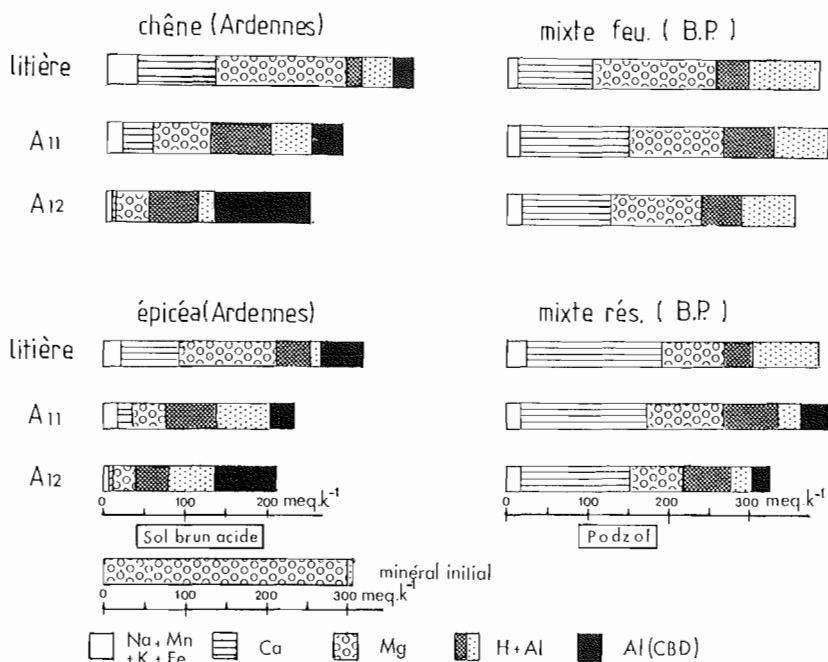 chêne (Ardennes) mixte feu. ( B.P. )
litière
A11
A12
épicéa(Ardennes) mixte rés. ( B.P. )
litière
A11
A12
0 100 200 meq.k-1 0 100 200 300 meq.k-1
Sol brun acide Podzol
minéral initial
0 100 200 300 meq.k-1
Na + Mn + K + Fe Ca Mg H + Al Al (CBD)